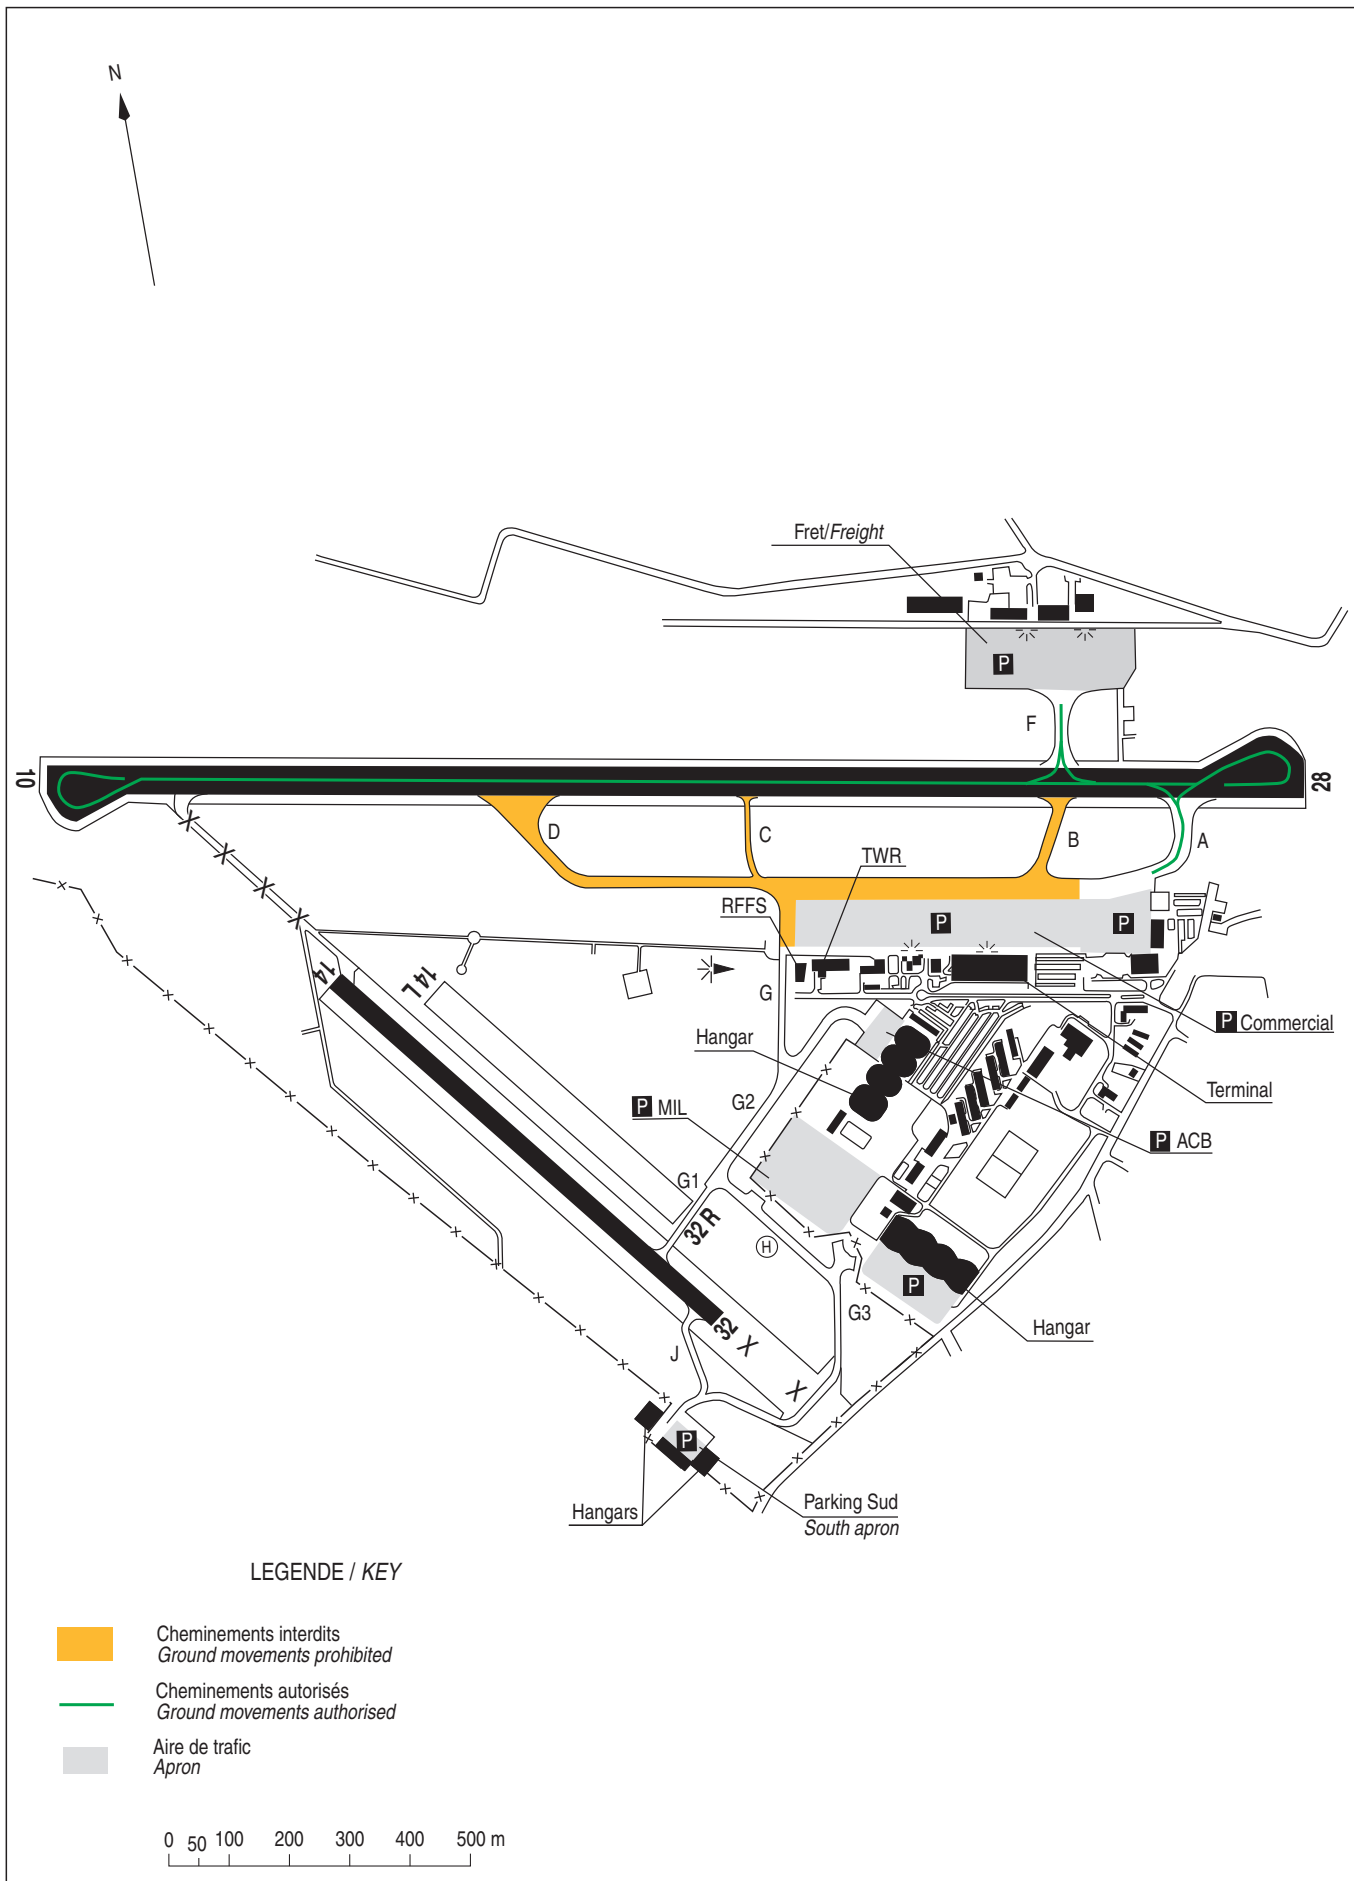 N
Fret/Freight
P
F
10
28
D
C
B
A
TWR
RFFS
P
P
14
14 L
G
P Commercial
Hangar
Terminal
G2
P MIL
P ACB
G1
32 R
H
P
G3
32
X
Hangar
J
X
P
Hangars
Parking Sud
South apron
LEGENDE / KEY
Cheminements interdits
Ground movements prohibited
Cheminements autorisés
Ground movements authorised
Aire de trafic
Apron
0 50 100 200 300 400 500 m